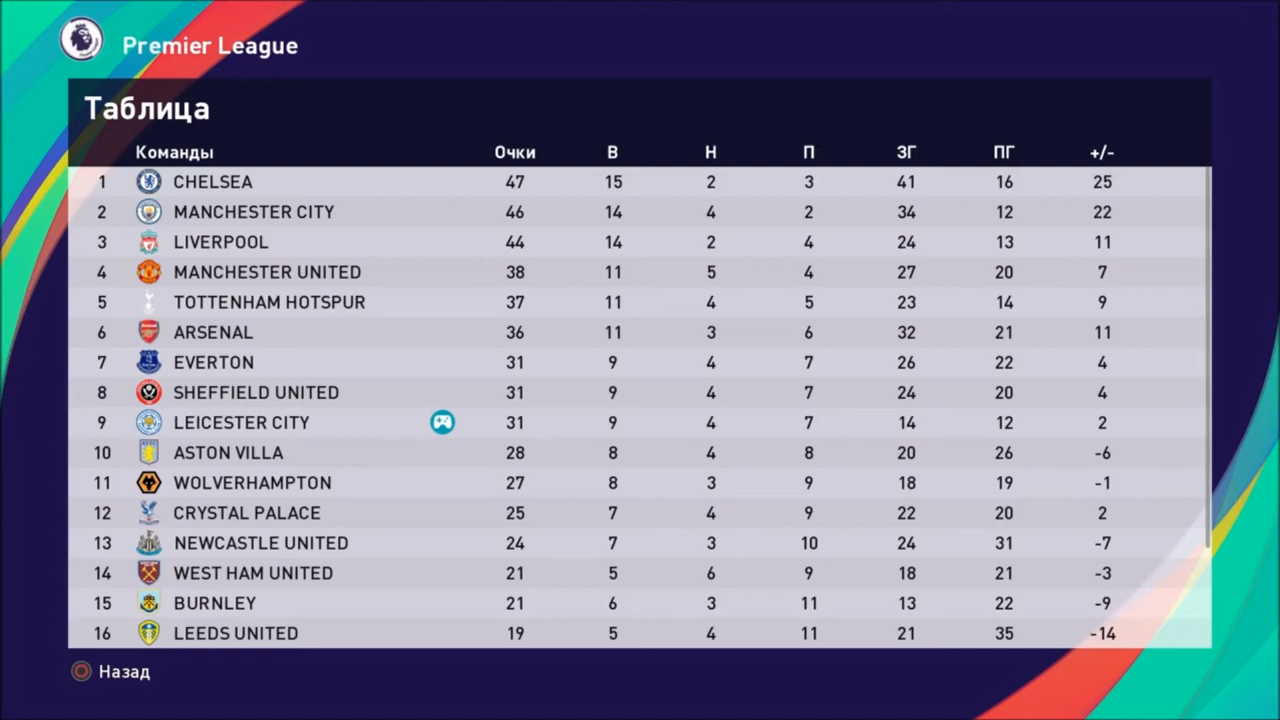 Premier League
Таблица
Команды Очки В Н П ЗГ ПГ +/-
1 CHELSEA 47 15 2 3 41 16 25
2 MANCHESTER CITY 46 14 4 2 34 12 22
3 LIVERPOOL 44 14 2 4 24 13 11
4 MANCHESTER UNITED 38 11 5 4 27 20 7
5 TOTTENHAM HOTSPUR 37 11 4 5 23 14 9
6 ARSENAL 36 11 3 6 32 21 11
7 EVERTON 31 9 4 7 26 22 4
8 SHEFFIELD UNITED 31 9 4 7 24 20 4
9 LEICESTER CITY 31 9 4 7 14 12 2
10 ASTON VILLA 28 8 4 8 20 26 -6
11 WOLVERHAMPTON 27 8 3 9 18 19 -1
12 CRYSTAL PALACE 25 7 4 9 22 20 2
13 NEWCASTLE UNITED 24 7 3 10 24 31 -7
14 WEST HAM UNITED 21 5 6 9 18 21 -3
15 BURNLEY 21 6 3 11 13 22 -9
16 LEEDS UNITED 19 5 4 11 21 35 -14
Назад